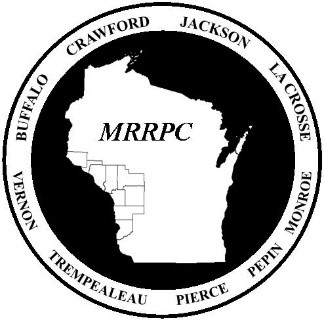 BUFFALO
CRAWFORD
JACKSON
LA CROSSE
MONROE
PEPIN
PIERCE
TREMPEALEAU
VERNON
MRRPC